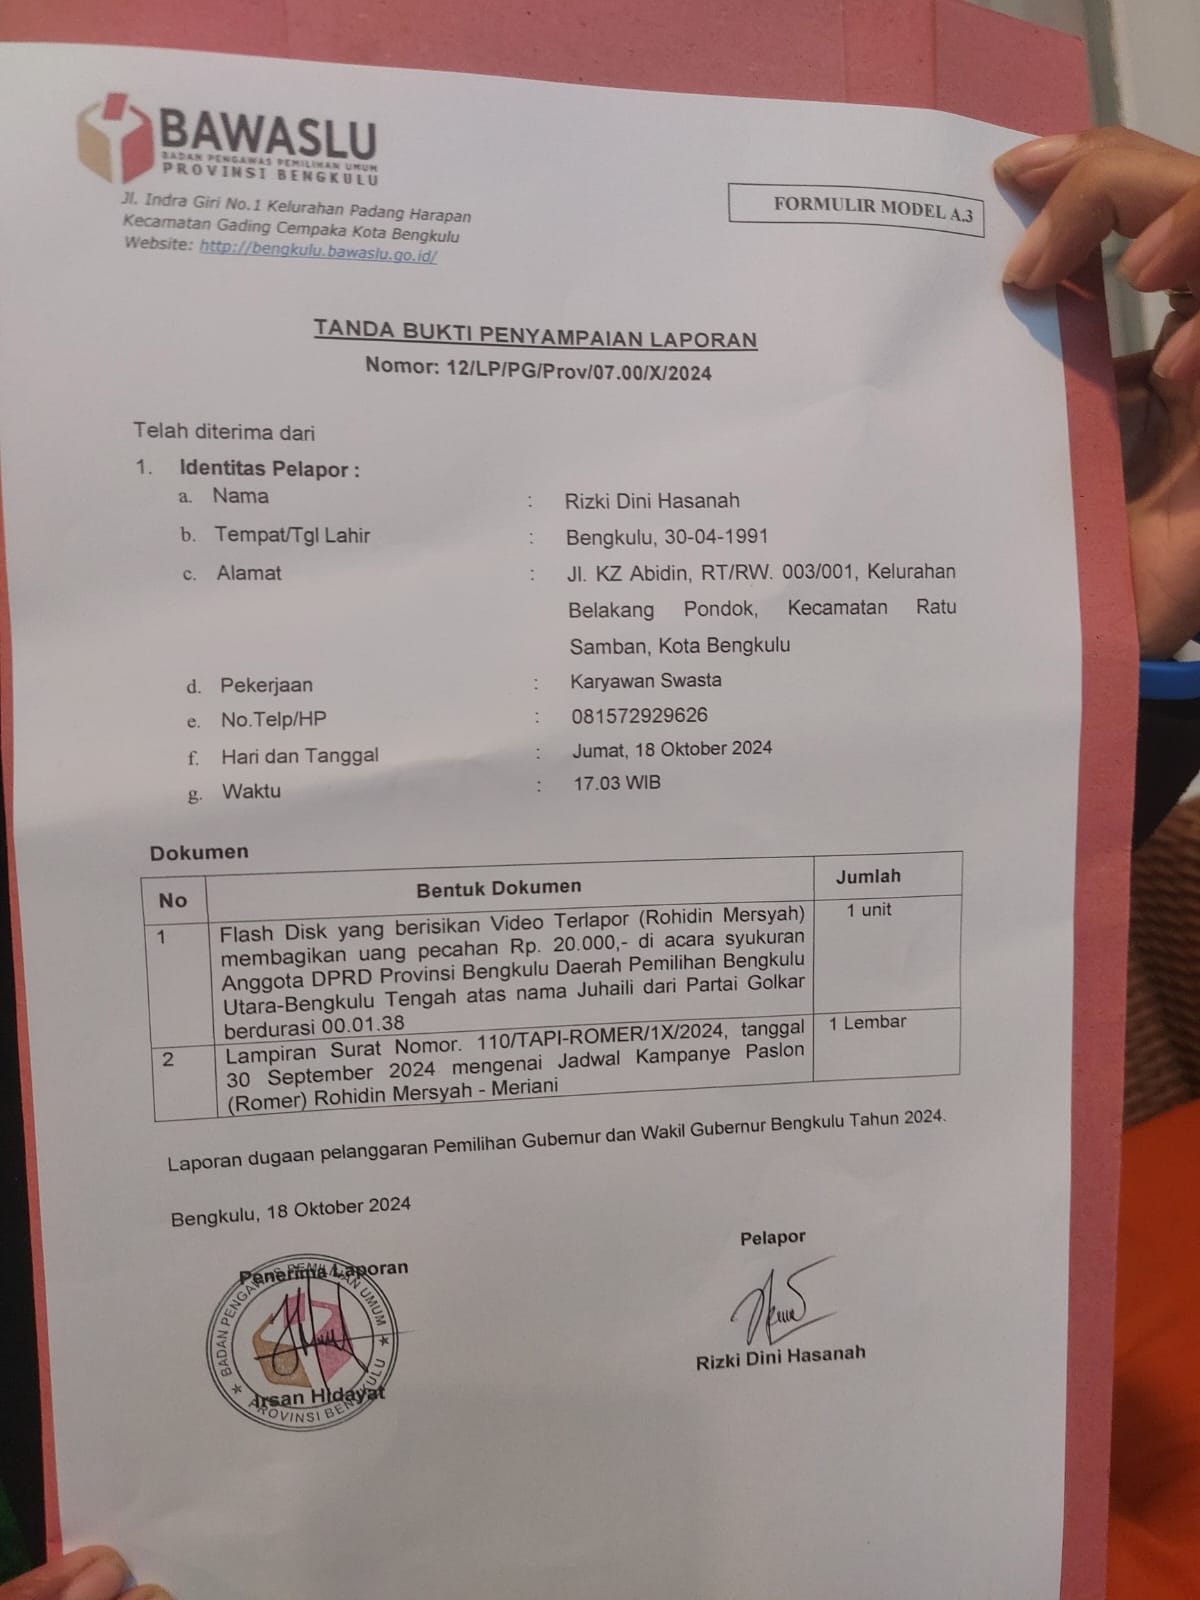 BAWASLU
BADAN PENGAWAS PEMILIHAN UMUM
PROVINSI BENGKULU
Jl. Indra Giri No.1 Kelurahan Padang Harapan
Kecamatan Gading Cempaka Kota Bengkulu
Website: http://bengkulu.bawaslu.go.id/
FORMULIR MODEL A.3
TANDA BUKTI PENYAMPAIAN LAPORAN
Nomor: 12/LP/PG/Prov/07.00/X/2024
Telah diterima dari
1. Identitas Pelapor :
a. Nama : Rizki Dini Hasanah
b. Tempat/Tgl Lahir : Bengkulu, 30-04-1991
c. Alamat : Jl. KZ Abidin, RT/RW. 003/001, Kelurahan
Belakang Pondok, Kecamatan Ratu
Samban, Kota Bengkulu
d. Pekerjaan : Karyawan Swasta
e. No.Telp/HP : 081572929626
f. Hari dan Tanggal : Jumat, 18 Oktober 2024
g. Waktu : 17.03 WIB
Dokumen
No Bentuk Dokumen Jumlah
1 Flash Disk yang berisikan Video Terlapor (Rohidin Mersyah) 1 unit
membagikan uang pecahan Rp. 20.000,- di acara syukuran
Anggota DPRD Provinsi Bengkulu Daerah Pemilihan Bengkulu
Utara-Bengkulu Tengah atas nama Juhaili dari Partai Golkar
berdurasi 00.01.38
2 Lampiran Surat Nomor. 110/TAPI-ROMER/1X/2024, tanggal 1 Lembar
30 September 2024 mengenai Jadwal Kampanye Paslon
(Romer) Rohidin Mersyah - Meriani
Laporan dugaan pelanggaran Pemilihan Gubernur dan Wakil Gubernur Bengkulu Tahun 2024.
Bengkulu, 18 Oktober 2024
Penerima Laporan
Pelapor
BADAN PENGAWAS PEMILIHAN UMUM
PROVINSI BENGKULU
Irsan Hidayat
Rizki Dini Hasanah